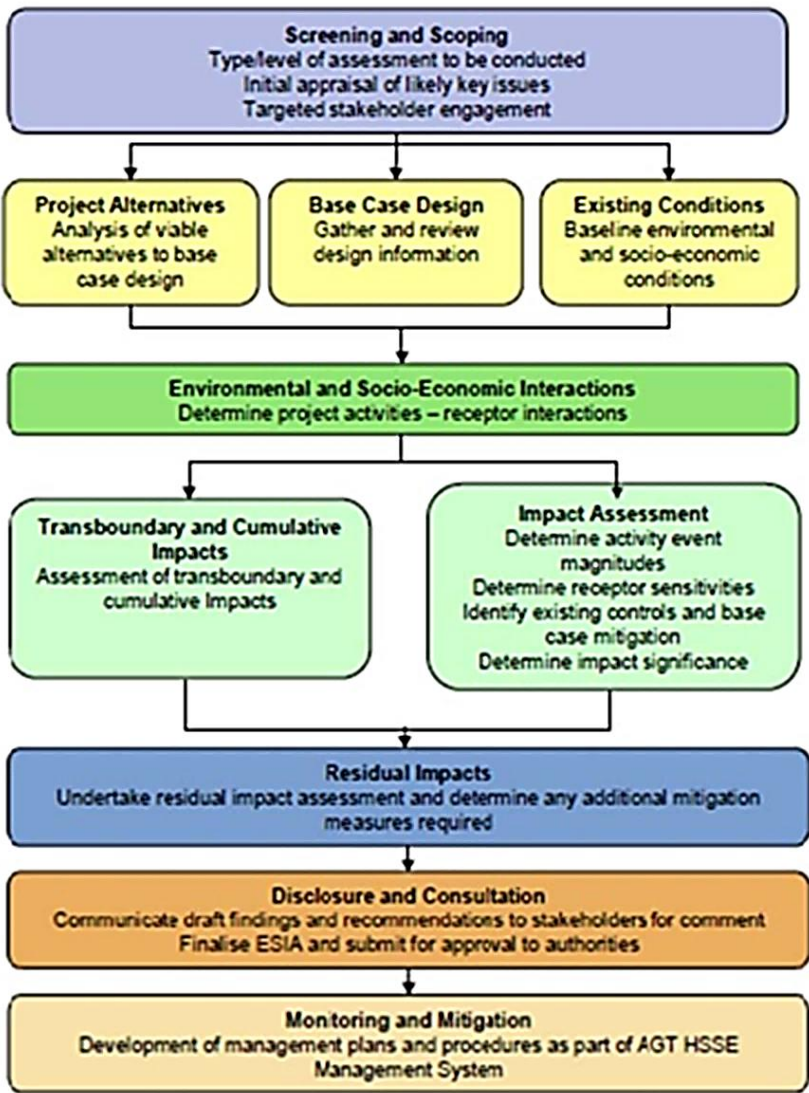 Screening and Scoping
Type/level of assessment to be conducted
Initial appraisal of likely key issues
Targeted stakeholder engagement
Project Alternatives
Analysis of viable
alternatives to base
case design
Base Case Design
Gather and review
design information
Existing Conditions
Baseline environmental
and socio-economic
conditions
Environmental and Socio-Economic Interactions
Determine project activities – receptor interactions
Transboundary and Cumulative
Impacts
Assessment of transboundary and
cumulative Impacts
Impact Assessment
Determine activity event
magnitudes
Determine receptor sensitivities
Identify existing controls and base
case mitigation
Determine impact significance
Residual Impacts
Undertake residual impact assessment and determine any additional mitigation
measures required
Disclosure and Consultation
Communicate draft findings and recommendations to stakeholders for comment
Finalise ESIA and submit for approval to authorities
Monitoring and Mitigation
Development of management plans and procedures as part of AGT HSSE
Management System